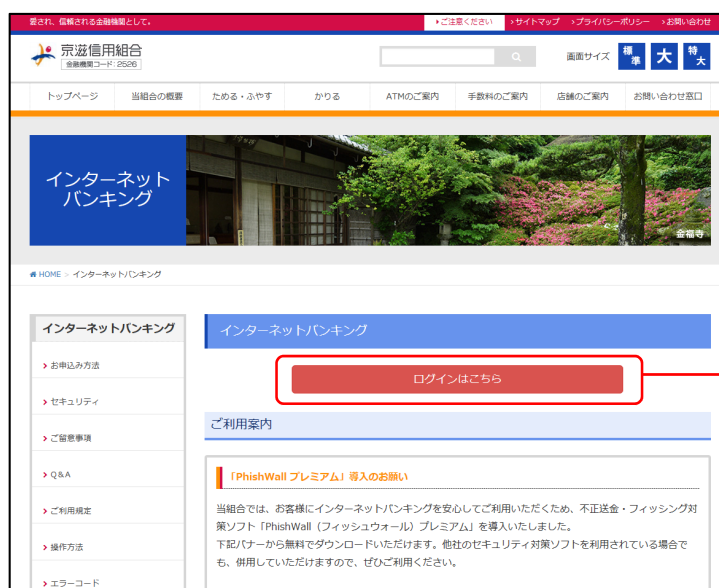 愛され、信頼される金融機関として。
ご注意ください サイトマップ プライバシーポリシー お問い合わせ
京滋信用組合
金融機関コード:2526
画面サイズ 標準 大 特大
トップページ 当組合の概要 ためる・ふやす かりる ATMのご案内 手数料のご案内 店舗のご案内 お問い合わせ窓口
インターネット
バンキング
金福寺
HOME > インターネットバンキング
インターネットバンキング
お申込み方法
セキュリティ
ご留意事項
Q&A
ご利用規定
操作方法
エラーコード
インターネットバンキング
ログインはこちら
ご利用案内
「PhishWall プレミアム」導入のお願い
当組合では、お客様にインターネットバンキングを安心してご利用いただくため、不正送金・フィッシング対
策ソフト「PhishWall(フィッシュウォール)プレミアム」を導入いたしました。
下記バナーから無料でダウンロードいただけます。他社のセキュリティ対策ソフトを利用されている場合で
も、併用していただけますので、ぜひご利用ください。